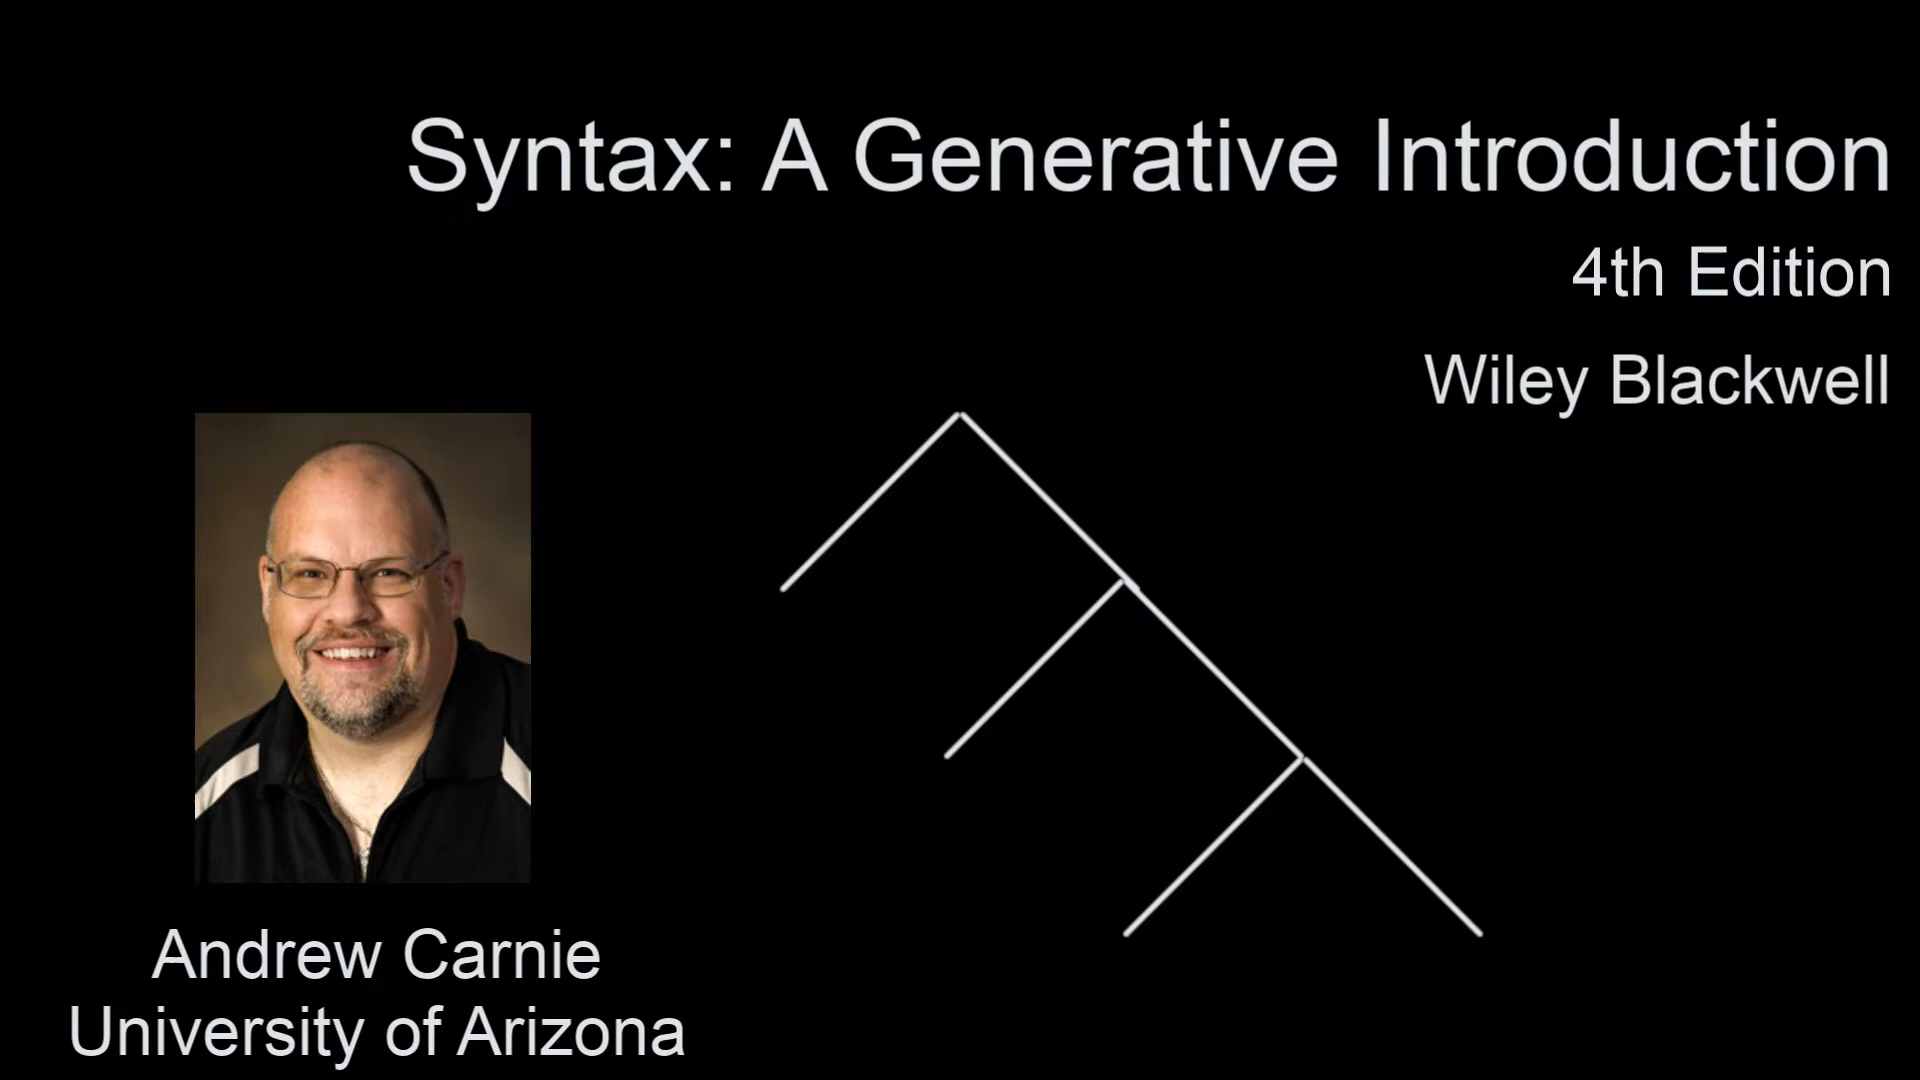 Syntax: A Generative Introduction
4th Edition
Wiley Blackwell
Andrew Carnie
University of Arizona